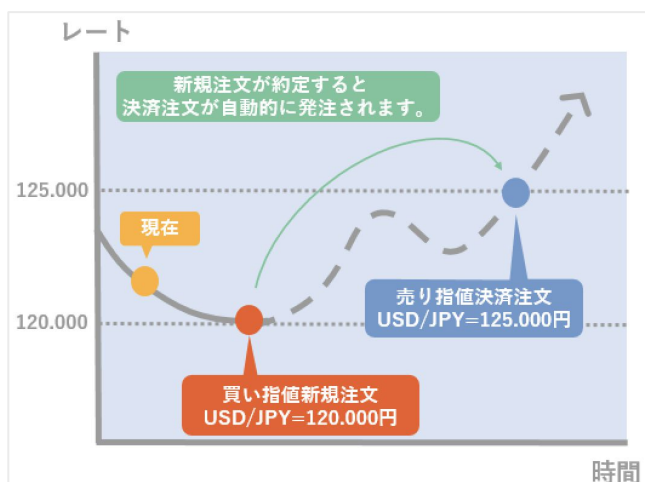 レート
新規注文が約定すると
決済注文が自動的に発注されます。
125.000
現在
売り指値決済注文
USD/JPY=125.000円
120.000
買い指値新規注文
USD/JPY=120.000円
時間